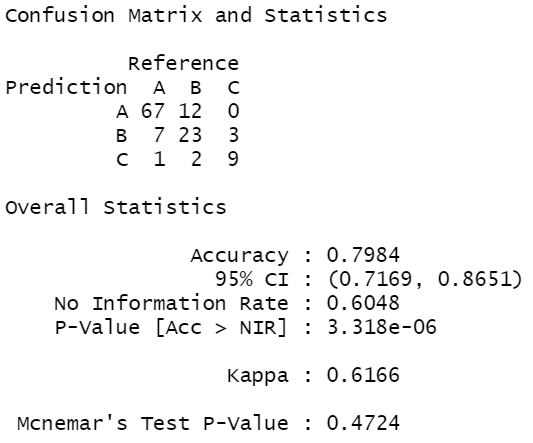 Confusion Matrix and Statistics
Reference
Prediction A B C
A 67 12 0
B 7 23 3
C 1 2 9
Overall Statistics
Accuracy : 0.7984
95% CI : (0.7169, 0.8651)
No Information Rate : 0.6048
P-Value [Acc > NIR] : 3.318e-06
Kappa : 0.6166
Mcnemar's Test P-Value : 0.4724